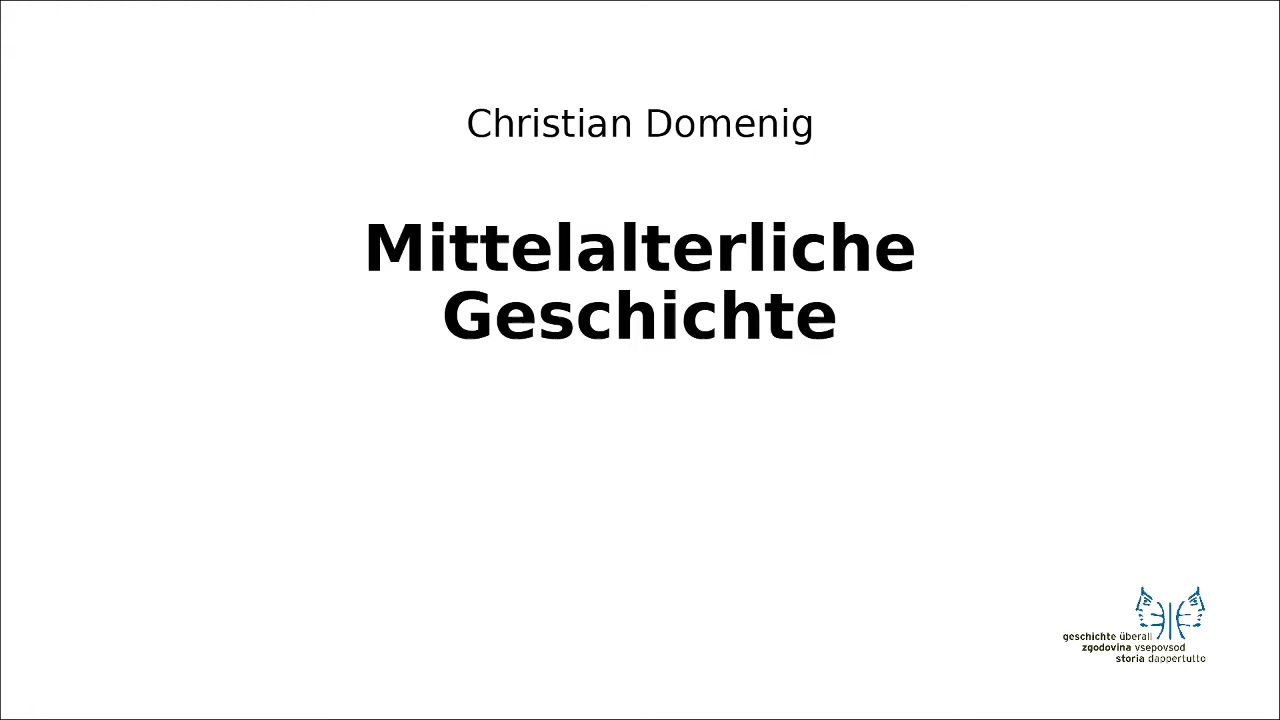 Christian Domenig
Mittelalterliche
Geschichte
geschichte überall
zgodovina vsepovsod
storia dappertutto